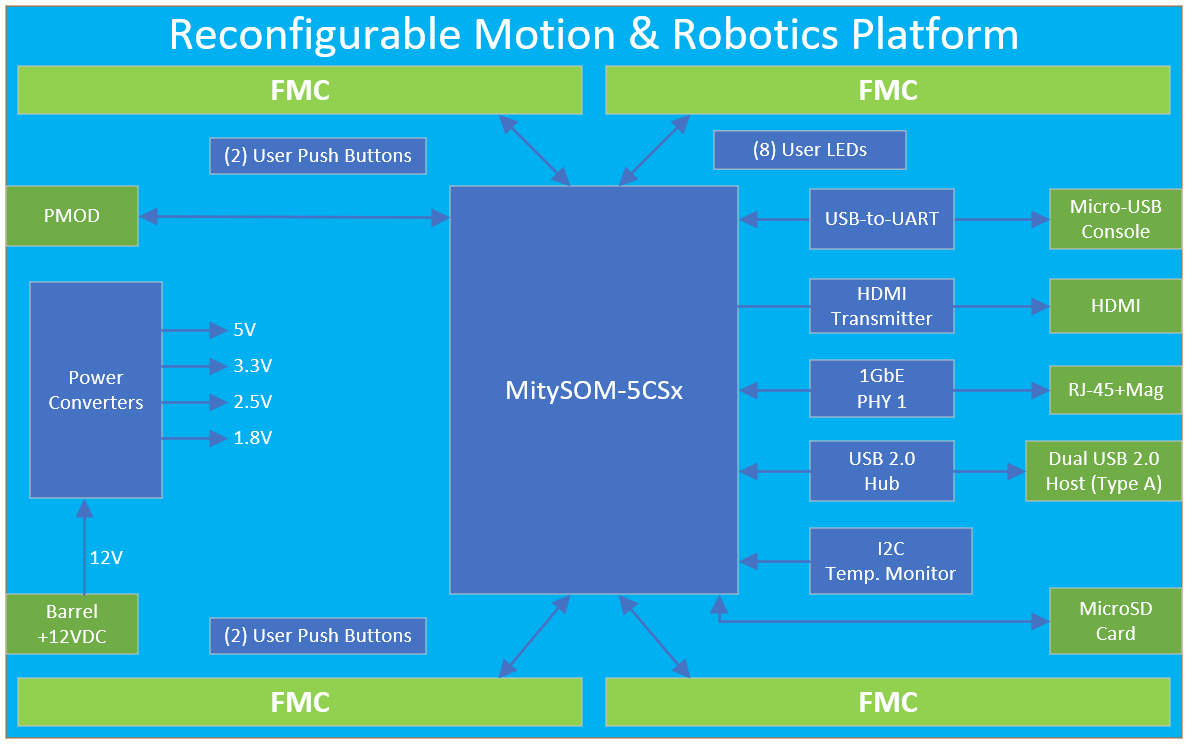 Reconfigurable Motion & Robotics Platform
FMC
FMC
(2) User Push Buttons
(8) User LEDs
PMOD
USB-to-UART
Micro-USB
Console
HDMI
Transmitter
HDMI
Power
Converters
5V
3.3V
2.5V
1.8V
MitySOM-5CSx
1GbE
PHY 1
RJ-45+Mag
USB 2.0
Hub
Dual USB 2.0
Host (Type A)
12V
I2C
Temp. Monitor
Barrel
+12VDC
(2) User Push Buttons
MicroSD
Card
FMC
FMC